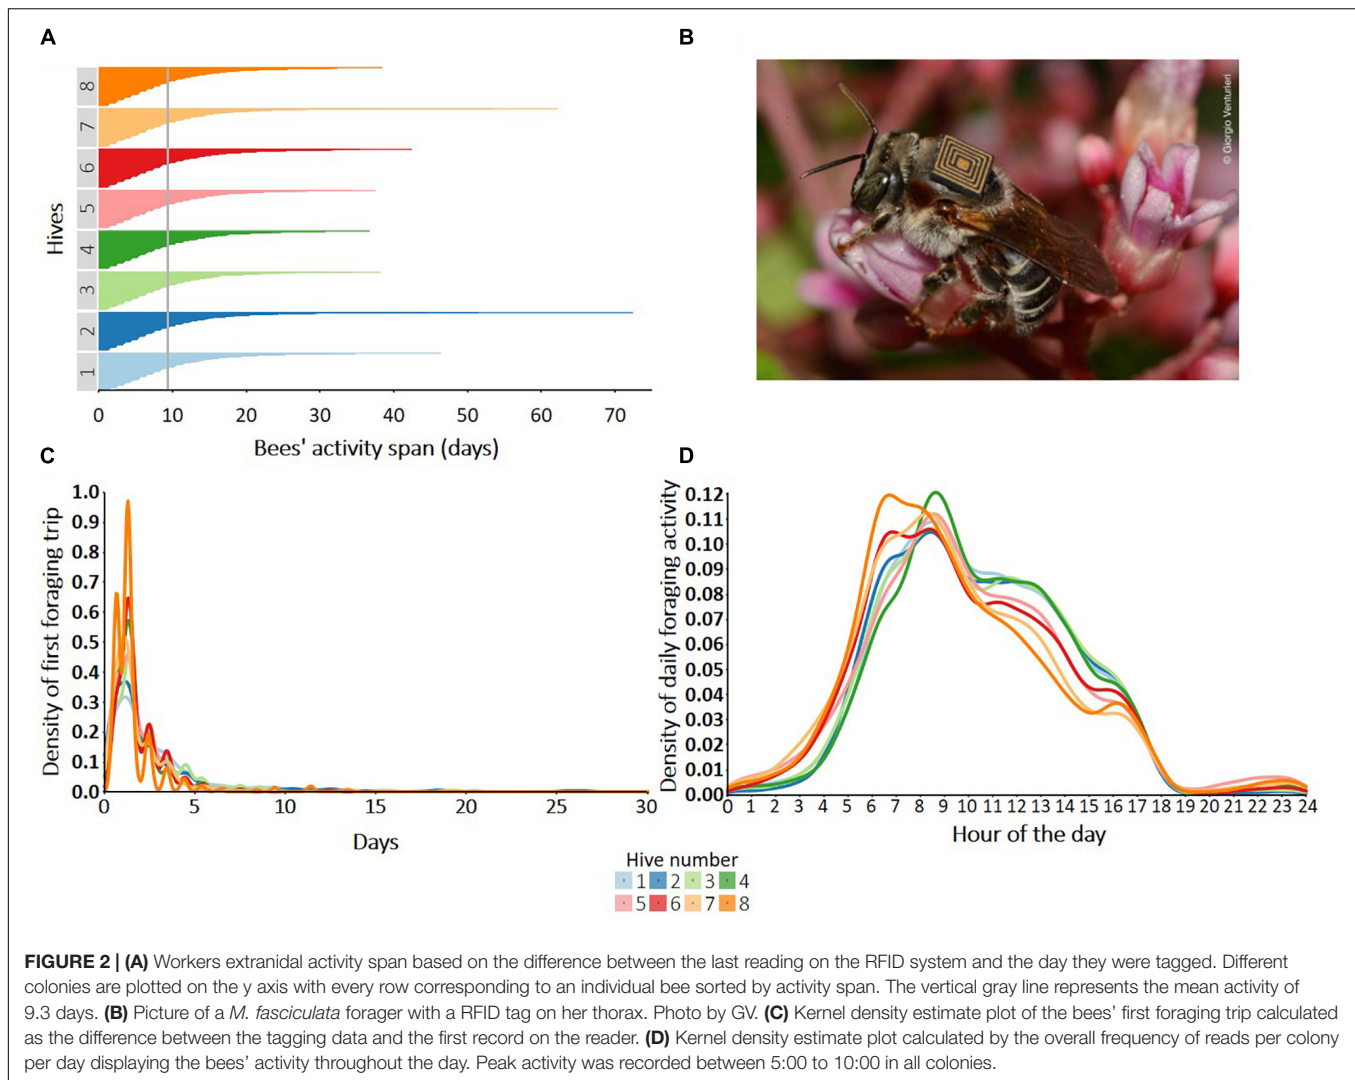 A
B
Hives
8
7
6
5
4
3
2
1
0 10 20 30 40 50 60 70
Bees' activity span (days)
© Giorgio Venturieri
C
D
Density of first foraging trip
1.0
0.9
0.8
0.7
0.6
0.5
0.4
0.3
0.2
0.1
0.0
0 5 10 15 20 25 30
Days
Density of daily foraging activity
0.12
0.11
0.10
0.09
0.08
0.07
0.06
0.05
0.04
0.03
0.02
0.01
0.00
0 1 2 3 4 5 6 7 8 9 10 11 12 13 14 15 16 17 18 19 20 21 22 23 24
Hour of the day
Hive number
1 2 3 4
5 6 7 8
FIGURE 2 | (A) Workers extranidal activity span based on the difference between the last reading on the RFID system and the day they were tagged. Different
colonies are plotted on the y axis with every row corresponding to an individual bee sorted by activity span. The vertical gray line represents the mean activity of
9.3 days. (B) Picture of a M. fasciculata forager with a RFID tag on her thorax. Photo by GV. (C) Kernel density estimate plot of the bees' first foraging trip calculated
as the difference between the tagging data and the first record on the reader. (D) Kernel density estimate plot calculated by the overall frequency of reads per colony
per day displaying the bees' activity throughout the day. Peak activity was recorded between 5:00 to 10:00 in all colonies.